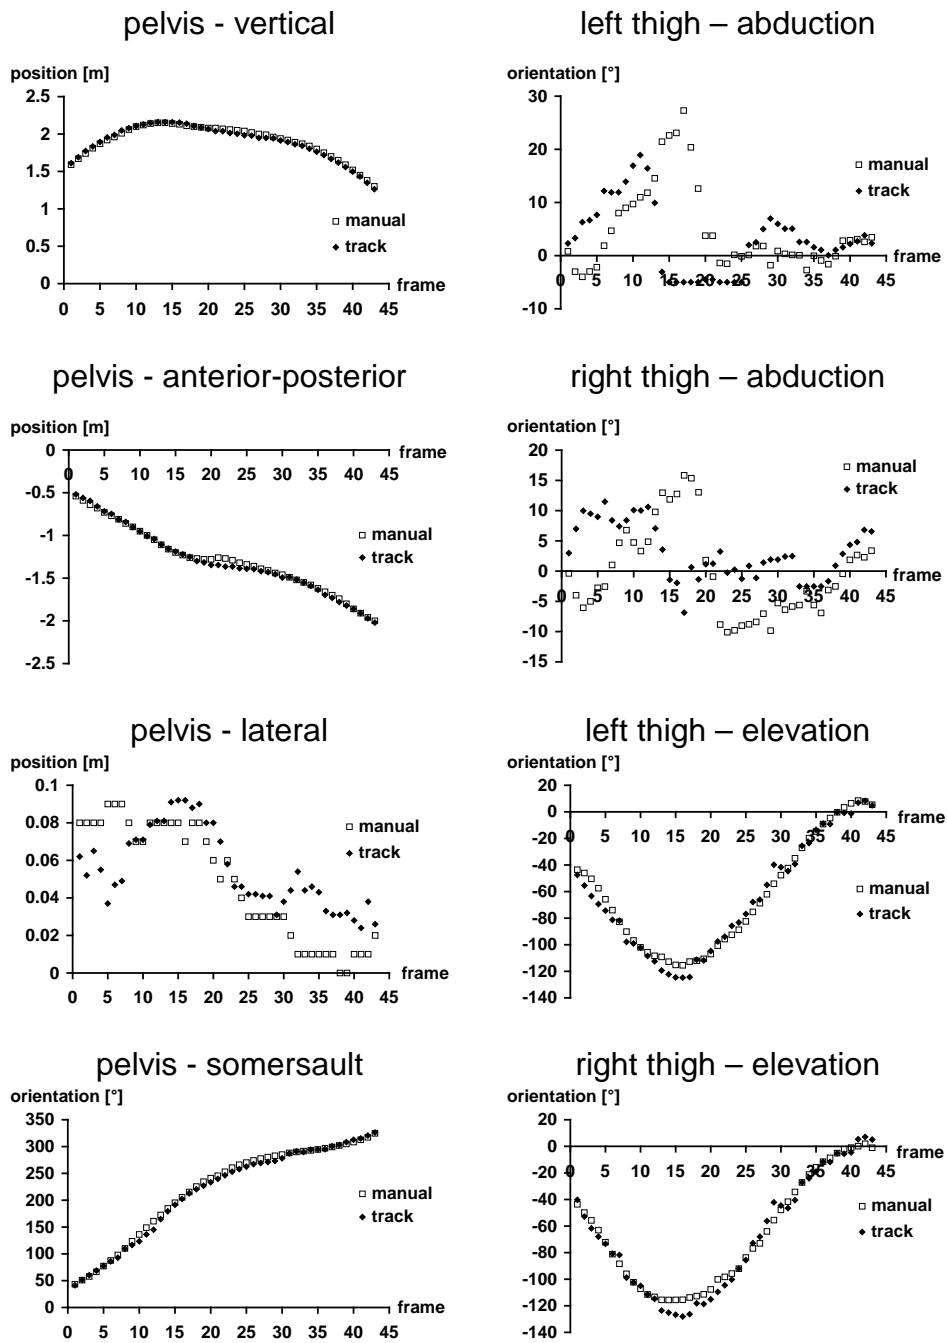 pelvis - vertical
position [m]
2.5
2
1.5
1
0.5
0
0 5 10 15 20 25 30 35 40 45
frame
manual
track
left thigh – abduction
orientation [°]
30
20
10
0
-10
0 5 10 15 20 25 30 35 40 45
frame
manual
track
pelvis - anterior-posterior
position [m]
0
-0.5
-1
-1.5
-2
-2.5
0 5 10 15 20 25 30 35 40 45
frame
manual
track
right thigh – abduction
orientation [°]
20
15
10
5
0
-5
-10
-15
0 5 10 15 20 25 30 35 40 45
frame
manual
track
pelvis - lateral
position [m]
0.1
0.08
0.06
0.04
0.02
0
0 5 10 15 20 25 30 35 40 45
frame
manual
track
left thigh – elevation
orientation [°]
20
0
-20
-40
-60
-80
-100
-120
-140
0 5 10 15 20 25 30 35 40 45
frame
manual
track
pelvis - somersault
orientation [°]
350
300
250
200
150
100
50
0
0 5 10 15 20 25 30 35 40 45
frame
manual
track
right thigh – elevation
orientation [°]
20
0
-20
-40
-60
-80
-100
-120
-140
0 5 10 15 20 25 30 35 40 45
frame
manual
track